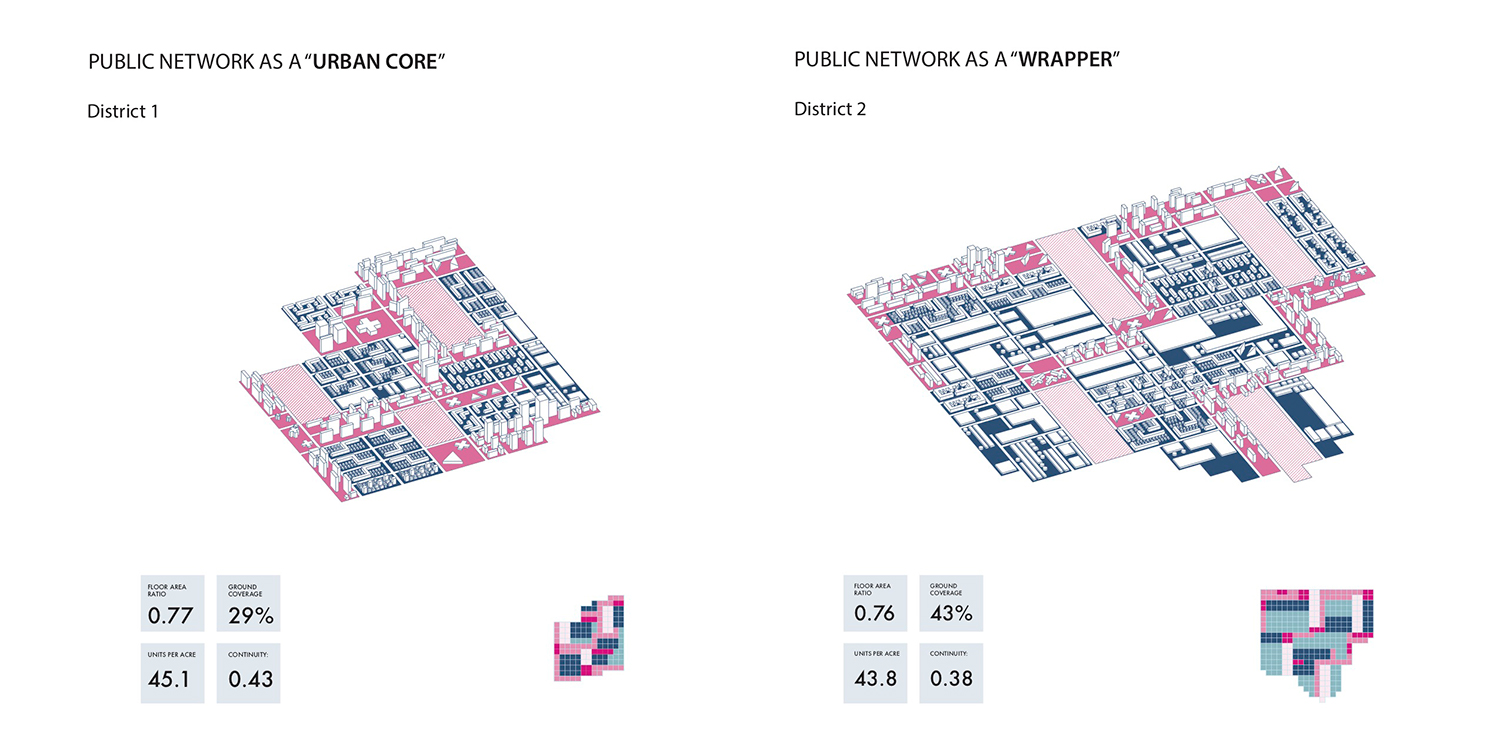 PUBLIC NETWORK AS A “URBAN CORE”
District 1
FLOOR AREA
RATIO
0.77
GROUND
COVERAGE
29%
UNITS PER ACRE
45.1
CONTINUITY:
0.43
PUBLIC NETWORK AS A “WRAPPER”
District 2
FLOOR AREA
RATIO
0.76
GROUND
COVERAGE
43%
UNITS PER ACRE
43.8
CONTINUITY:
0.38